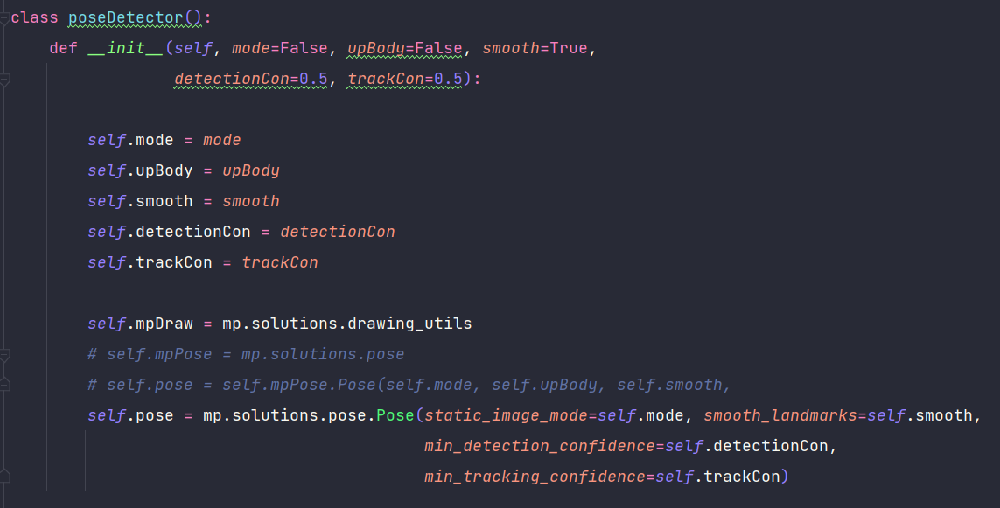 class poseDetector():
def __init__(self, mode=False, upBody=False, smooth=True,
detectionCon=0.5, trackCon=0.5):
self.mode = mode
self.upBody = upBody
self.smooth = smooth
self.detectionCon = detectionCon
self.trackCon = trackCon
self.mpDraw = mp.solutions.drawing_utils
# self.mpPose = mp.solutions.pose
# self.pose = self.mpPose.Pose(self.mode, self.upBody, self.smooth,
self.pose = mp.solutions.pose.Pose(static_image_mode=self.mode, smooth_landmarks=self.smooth,
min_detection_confidence=self.detectionCon,
min_tracking_confidence=self.trackCon)